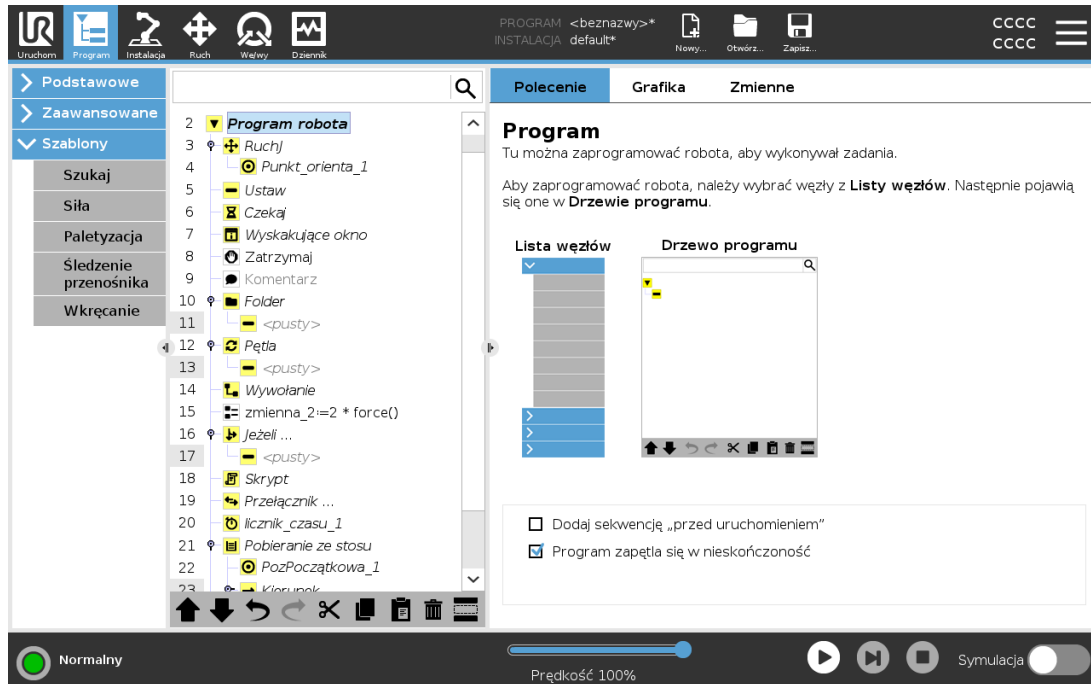 PROGRAM <beznazwy>*
INSTALACJA default*
CCCC
CCCC
Uruchom Program Instalacja Ruch We/wy Dziennik Nowy... Otwórz... Zapisz...
Podstawowe
Zaawansowane
Szablony
Szukaj
Siła
Paletyzacja
Śledzenie
przenośnika
Wkręcanie
2 Program robota
3 RuchJ
4 Punkt_orienta_1
5 Ustaw
6 Czekaj
7 Wyskakujące okno
8 Zatrzymaj
9 Komentarz
10 Folder
11 <pusty>
12 Pętla
13 <pusty>
14 Wywołanie
15 zmienna_2:=2 * force()
16 Jeżeli ...
17 <pusty>
18 Skrypt
19 Przełącznik ...
20 licznik_czasu_1
21 Pobieranie ze stosu
22 PozPoczątkowa_1
23 Kierunek
Polecenie Grafika Zmienne
Program
Tu można zaprogramować robota, aby wykonywał zadania.
Aby zaprogramować robota, należy wybrać węzły z Listy węzłów. Następnie pojawią
się one w Drzewie programu.
Lista węzłów Drzewo programu
Dodaj sekwencję „przed uruchomieniem”
Program zapętla się w nieskończoność
Normalny
Prędkość 100%
Symulacja